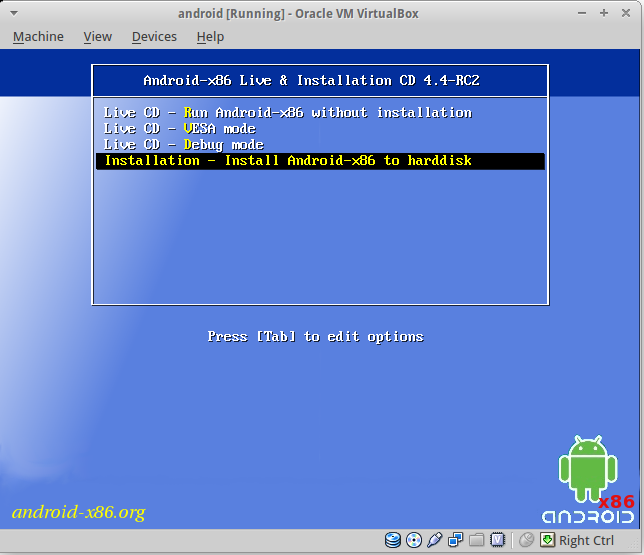 android [Running] - Oracle VM VirtualBox
Machine View Devices Help
Android-x86 Live & Installation CD 4.4-RC2
Live CD - Run Android-x86 without installation
Live CD - VESA mode
Live CD - Debug mode
Installation - Install Android-x86 to harddisk
Press [Tab] to edit options
x86
android-x86.org
ANDROID
Right Ctrl